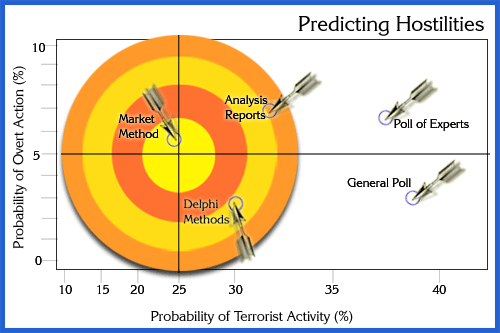 Predicting Hostilities
Probability of Overt Action (%)
10
5
0
Market
Method
Analysis
Reports
Poll of Experts
General Poll
Delphi
Methods
10 15 20 25 30 35 40
Probability of Terrorist Activity (%)